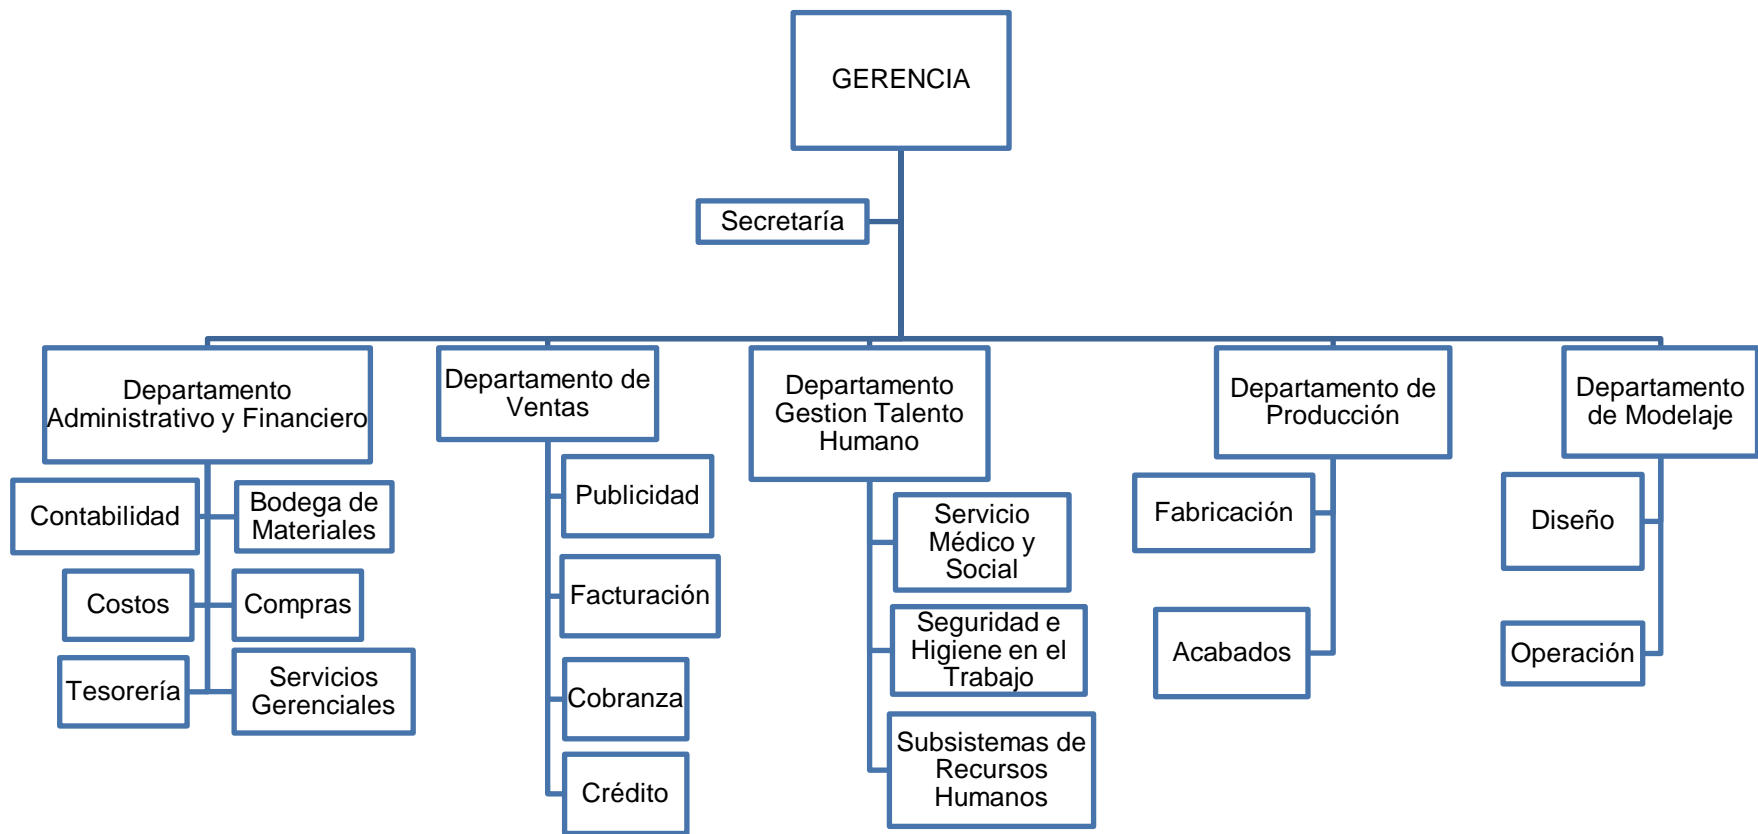 GERENCIA
Secretaría
Departamento
Administrativo y Financiero
Contabilidad
Bodega de
Materiales
Costos
Compras
Tesorería
Servicios
Gerenciales
Departamento de
Ventas
Publicidad
Facturación
Cobranza
Crédito
Departamento
Gestion Talento
Humano
Servicio
Médico y
Social
Seguridad e
Higiene en el
Trabajo
Subsistemas de
Recursos
Humanos
Departamento de
Producción
Fabricación
Acabados
Departamento
de Modelaje
Diseño
Operación